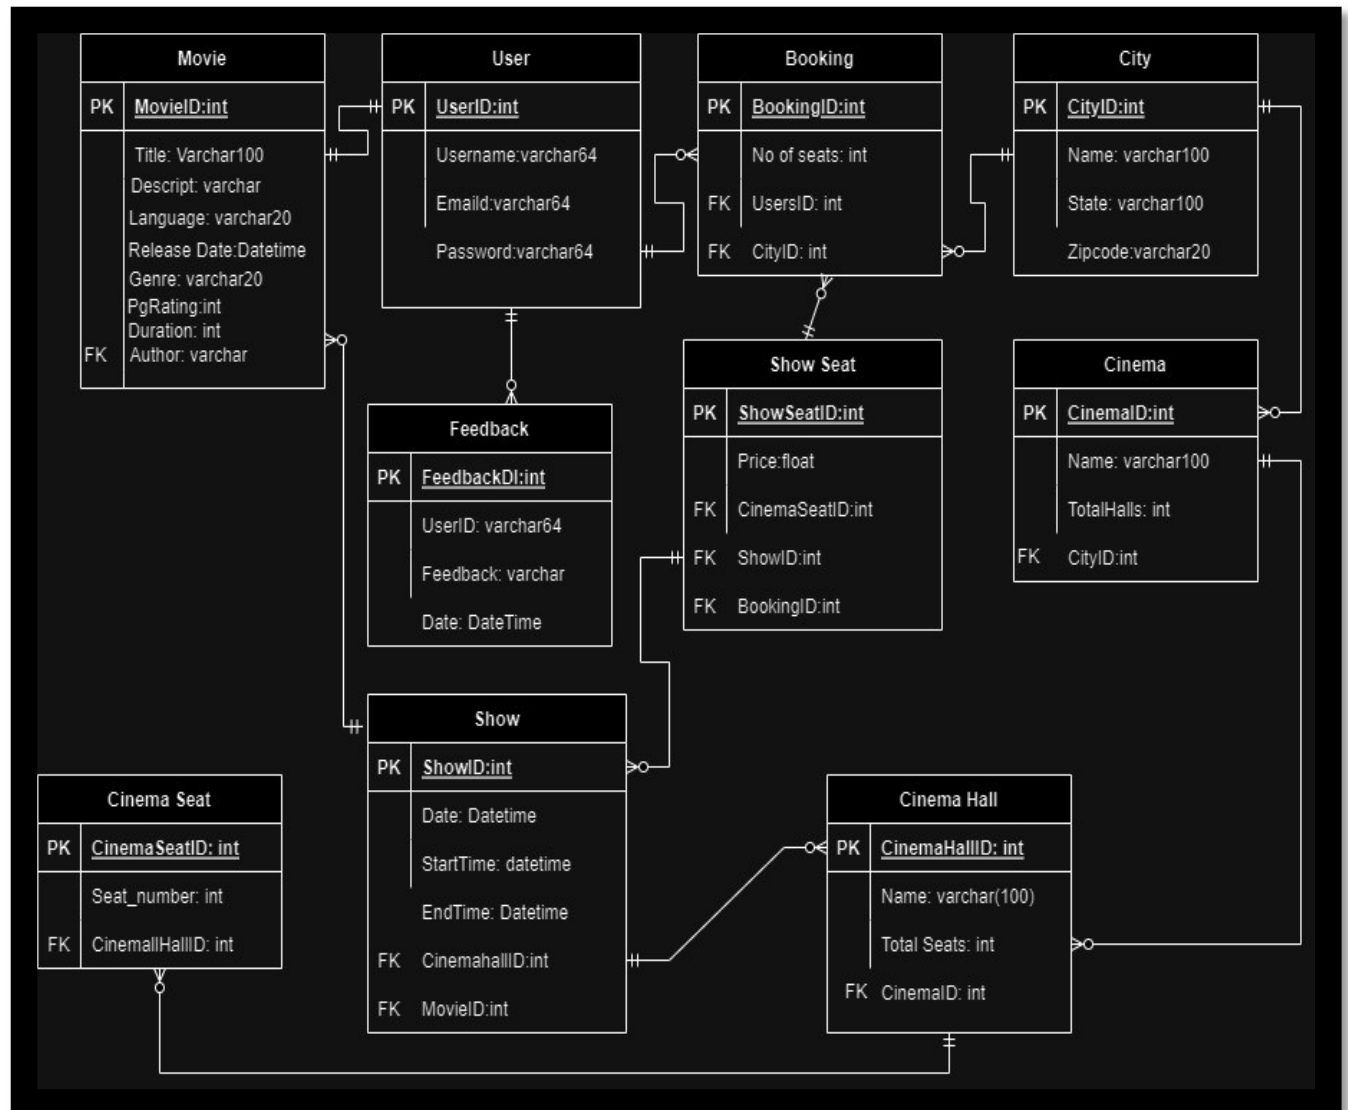 Movie
PK MovieID:int
Title: Varchar100
Descript: varchar
Language: varchar20
Release Date:Datetime
Genre: varchar20
PgRating:int
Duration: int
FK Author: varchar
User
PK UserID:int
Username:varchar64
Emaild:varchar64
Password:varchar64
Booking
PK BookingID:int
No of seats: int
FK UsersID: int
FK CityID: int
City
PK CityID:int
Name: varchar100
State: varchar100
Zipcode:varchar20
Feedback
PK FeedbackDI:int
UserID: varchar64
Feedback: varchar
Date: DateTime
Show Seat
PK ShowSeatID:int
Price:float
FK CinemaSeatID:int
FK ShowID:int
FK BookingID:int
Cinema
PK CinemaID:int
Name: varchar100
TotalHalls: int
FK CityID:int
Show
PK ShowID:int
Date: Datetime
StartTime: datetime
EndTime: Datetime
FK CinemahallID:int
FK MovieID:int
Cinema Seat
PK CinemaSeatID: int
Seat_number: int
FK CinemallHallID: int
Cinema Hall
PK CinemaHallID: int
Name: varchar(100)
Total Seats: int
FK CinemaID: int